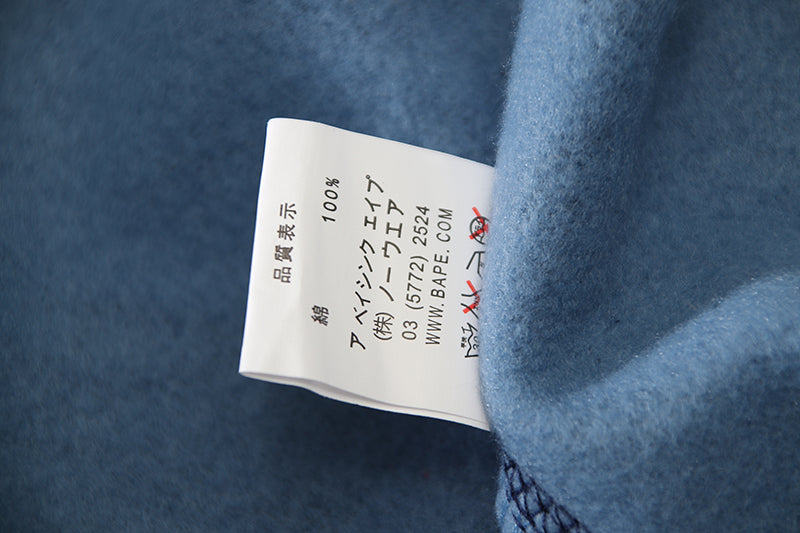 品質表示
綿 100%
ア ベイシンク エイプ
(株) ノーウエア
03 (5772) 2524
WWW.BAPE.COM